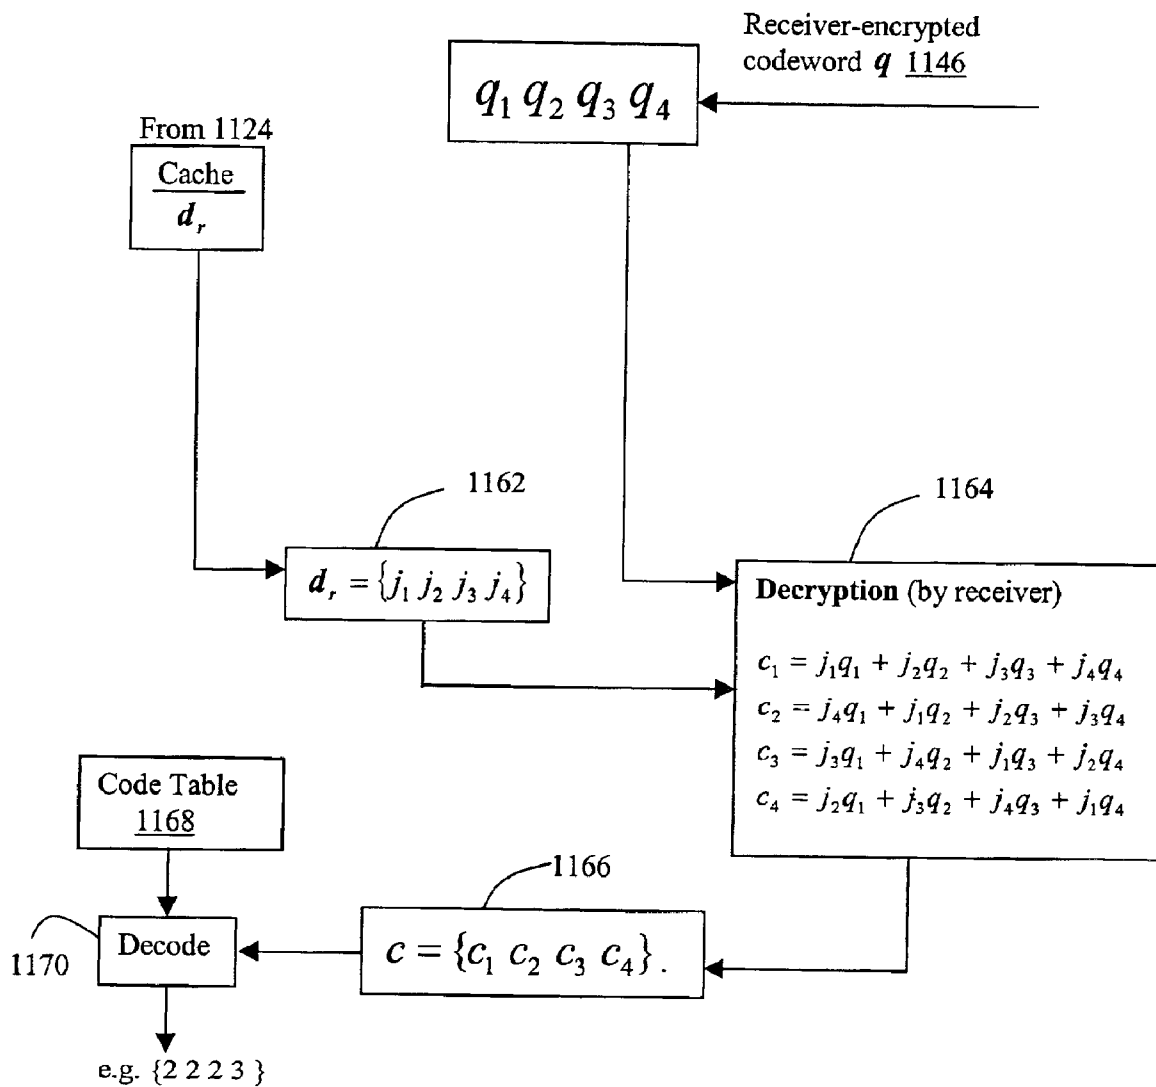 Receiver-encrypted
codeword q 1146
q₁ q₂ q₃ q₄
From 1124
Cache
dᵣ
1162
1164
dᵣ = {j₁ j₂ j₃ j₄}
Decryption (by receiver)
c₁ = j₁q₁ + j₂q₂ + j₃q₃ + j₄q₄
c₂ = j₄q₁ + j₁q₂ + j₂q₃ + j₃q₄
c₃ = j₃q₁ + j₄q₂ + j₁q₃ + j₂q₄
c₄ = j₂q₁ + j₃q₂ + j₄q₃ + j₁q₄
Code Table
1168
1166
c = {c₁ c₂ c₃ c₄}.
Decode
1170
e.g. {2 2 2 3 }